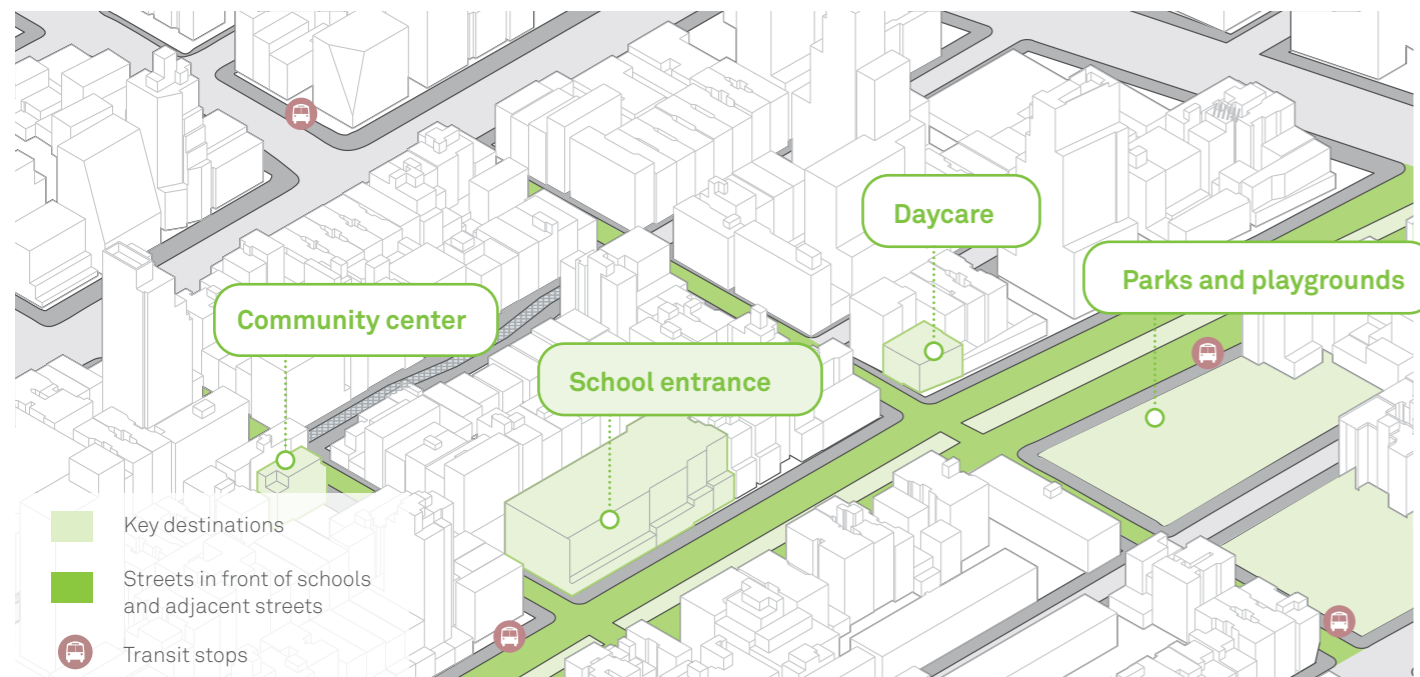 Daycare
Parks and playgrounds
Community center
School entrance
Key destinations
Streets in front of schools
and adjacent streets
Transit stops